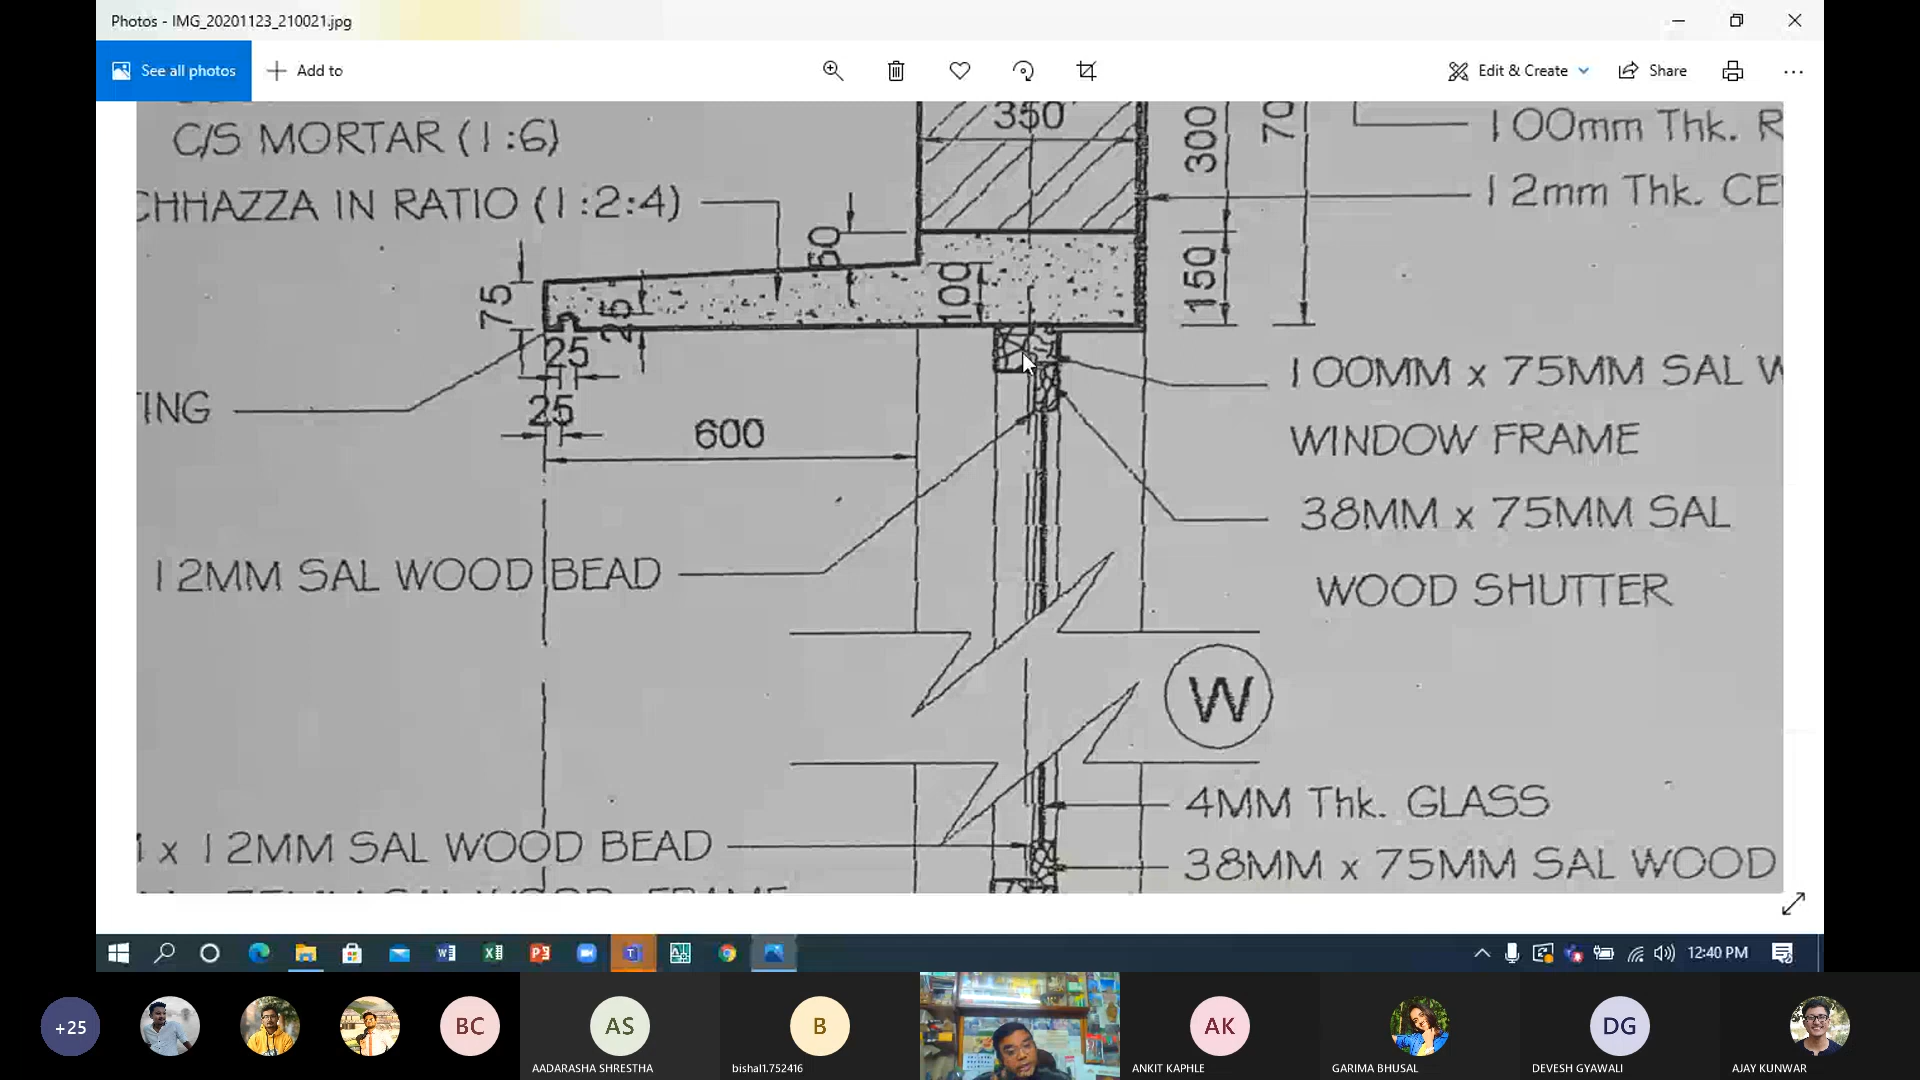 Photos - IMG_20201123_210021.jpg
See all photos
Add to
Edit & Create
Share
C/S MORTAR (1:6)
CHHAZZA IN RATIO (1:2:4)
350
300
70
100mm Thk. R
12mm Thk. CE
50
75
25
100
150
25
25
600
TING
100MM x 75MM SAL W
WINDOW FRAME
38MM x 75MM SAL
WOOD SHUTTER
12MM SAL WOOD BEAD
W
4MM Thk. GLASS
x 12MM SAL WOOD BEAD
38MM x 75MM SAL WOOD
12:40 PM
+25
BC
AS
AADARASHA SHRESTHA
B
bishal1.752416
AK
ANKIT KAPHLE
GARIMA BHUSAL
DG
DEVESH GYAWALI
AJAY KUNWAR